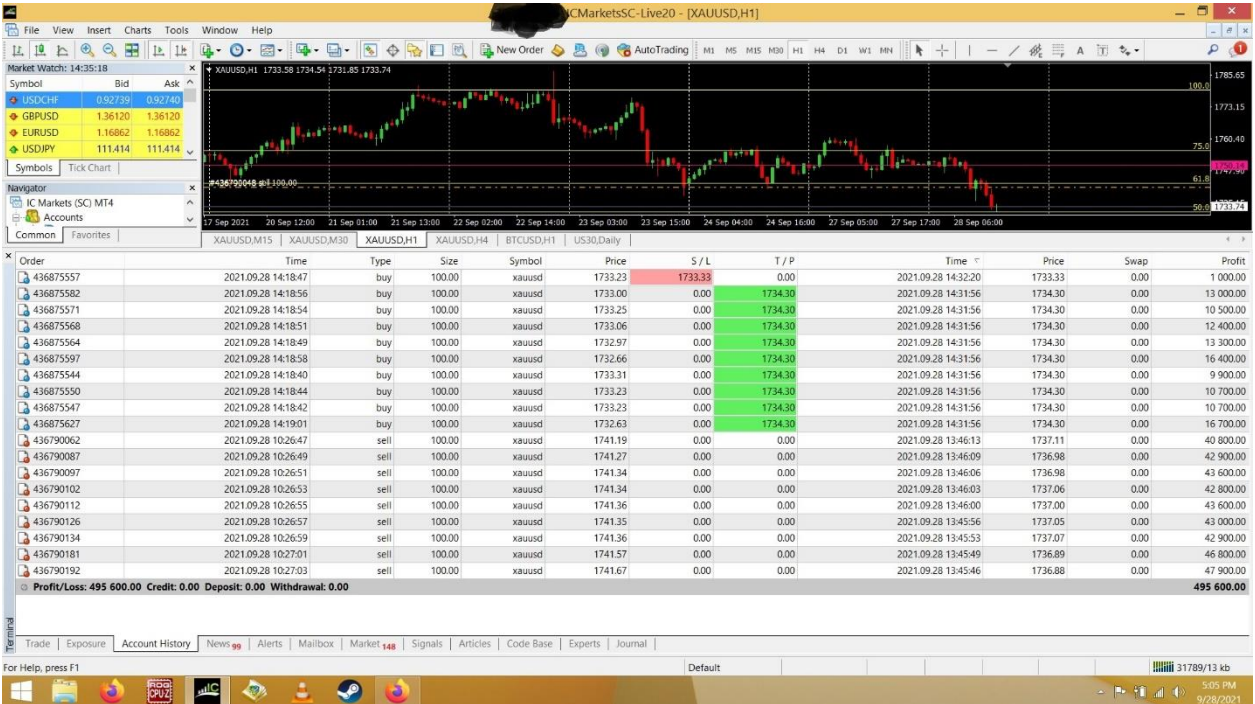 ICMarketsSC-Live20 - [XAUUSD,H1]
File View Insert Charts Tools Window Help
New Order AutoTrading M1 M5 M15 M30 H1 H4 D1 W1 MN
Market Watch: 14:35:18
Symbol Bid Ask
USDCHF 0.92739 0.92740
GBPUSD 1.36120 1.36120
EURUSD 1.16862 1.16862
USDJPY 111.414 111.414
Symbols Tick Chart
Navigator
IC Markets (SC) MT4
Accounts
Common Favorites
XAUUSD,H1 1733.58 1734.54 1731.85 1733.74
100.0
75.0
61.8
50.0
#436790048 sell 100.00
1785.65
1773.15
1760.40
1750.14
1747.90
1733.74
17 Sep 2021 20 Sep 12:00 21 Sep 01:00 21 Sep 13:00 22 Sep 02:00 22 Sep 14:00 23 Sep 03:00 23 Sep 15:00 24 Sep 04:00 24 Sep 16:00 27 Sep 05:00 27 Sep 17:00 28 Sep 06:00
XAUUSD,M15 XAUUSD,M30 XAUUSD,H1 XAUUSD,H4 BTCUSD,H1 US30,Daily
Order Time Type Size Symbol Price S / L T / P Time Price Swap Profit
436875557 2021.09.28 14:18:47 buy 100.00 xauusd 1733.23 1733.33 0.00 2021.09.28 14:32:20 1733.33 0.00 1 000.00
436875582 2021.09.28 14:18:56 buy 100.00 xauusd 1733.00 0.00 1734.30 2021.09.28 14:31:56 1734.30 0.00 13 000.00
436875571 2021.09.28 14:18:54 buy 100.00 xauusd 1733.25 0.00 1734.30 2021.09.28 14:31:56 1734.30 0.00 10 500.00
436875568 2021.09.28 14:18:51 buy 100.00 xauusd 1733.06 0.00 1734.30 2021.09.28 14:31:56 1734.30 0.00 12 400.00
436875564 2021.09.28 14:18:49 buy 100.00 xauusd 1732.97 0.00 1734.30 2021.09.28 14:31:56 1734.30 0.00 13 300.00
436875597 2021.09.28 14:18:58 buy 100.00 xauusd 1732.66 0.00 1734.30 2021.09.28 14:31:56 1734.30 0.00 16 400.00
436875544 2021.09.28 14:18:40 buy 100.00 xauusd 1733.31 0.00 1734.30 2021.09.28 14:31:56 1734.30 0.00 9 900.00
436875550 2021.09.28 14:18:44 buy 100.00 xauusd 1733.23 0.00 1734.30 2021.09.28 14:31:56 1734.30 0.00 10 700.00
436875547 2021.09.28 14:18:42 buy 100.00 xauusd 1733.23 0.00 1734.30 2021.09.28 14:31:56 1734.30 0.00 10 700.00
436875627 2021.09.28 14:19:01 buy 100.00 xauusd 1732.63 0.00 1734.30 2021.09.28 14:31:56 1734.30 0.00 16 700.00
436790062 2021.09.28 10:26:47 sell 100.00 xauusd 1741.19 0.00 0.00 2021.09.28 13:46:13 1737.11 0.00 40 800.00
436790087 2021.09.28 10:26:49 sell 100.00 xauusd 1741.27 0.00 0.00 2021.09.28 13:46:09 1736.98 0.00 42 900.00
436790097 2021.09.28 10:26:51 sell 100.00 xauusd 1741.34 0.00 0.00 2021.09.28 13:46:06 1736.98 0.00 43 600.00
436790102 2021.09.28 10:26:53 sell 100.00 xauusd 1741.34 0.00 0.00 2021.09.28 13:46:03 1737.06 0.00 42 800.00
436790112 2021.09.28 10:26:55 sell 100.00 xauusd 1741.36 0.00 0.00 2021.09.28 13:46:00 1737.00 0.00 43 600.00
436790126 2021.09.28 10:26:57 sell 100.00 xauusd 1741.35 0.00 0.00 2021.09.28 13:45:56 1737.05 0.00 43 000.00
436790134 2021.09.28 10:26:59 sell 100.00 xauusd 1741.36 0.00 0.00 2021.09.28 13:45:53 1737.07 0.00 42 900.00
436790181 2021.09.28 10:27:01 sell 100.00 xauusd 1741.57 0.00 0.00 2021.09.28 13:45:49 1736.89 0.00 46 800.00
436790192 2021.09.28 10:27:03 sell 100.00 xauusd 1741.67 0.00 0.00 2021.09.28 13:45:46 1736.88 0.00 47 900.00
Profit/Loss: 495 600.00 Credit: 0.00 Deposit: 0.00 Withdrawal: 0.00 495 600.00
Terminal
Trade Exposure Account History News 99 Alerts Mailbox Market 148 Signals Articles Code Base Experts Journal
For Help, press F1 Default 31789/13 kb
ROG CPUZ IC 5:05 PM
9/28/2021